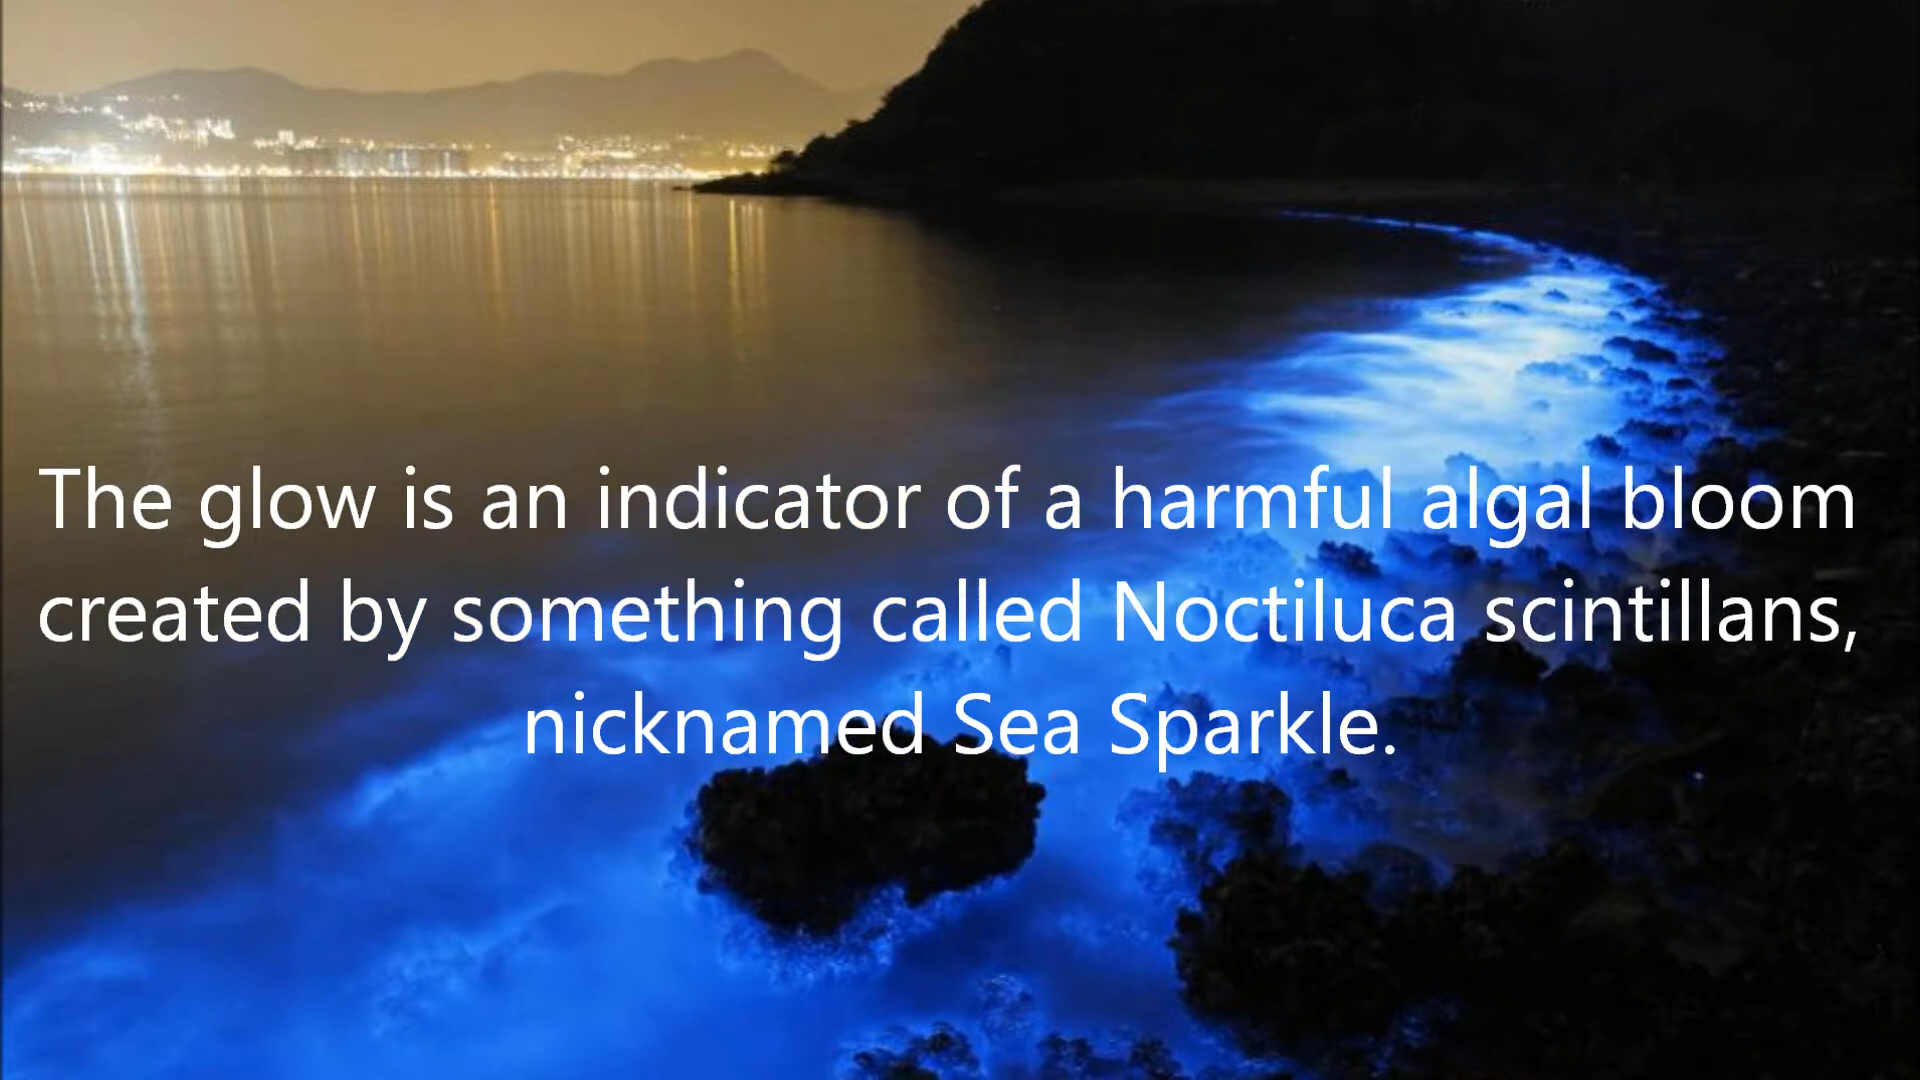 The glow is an indicator of a harmful algal bloom
created by something called Noctiluca scintillans,
nicknamed Sea Sparkle.